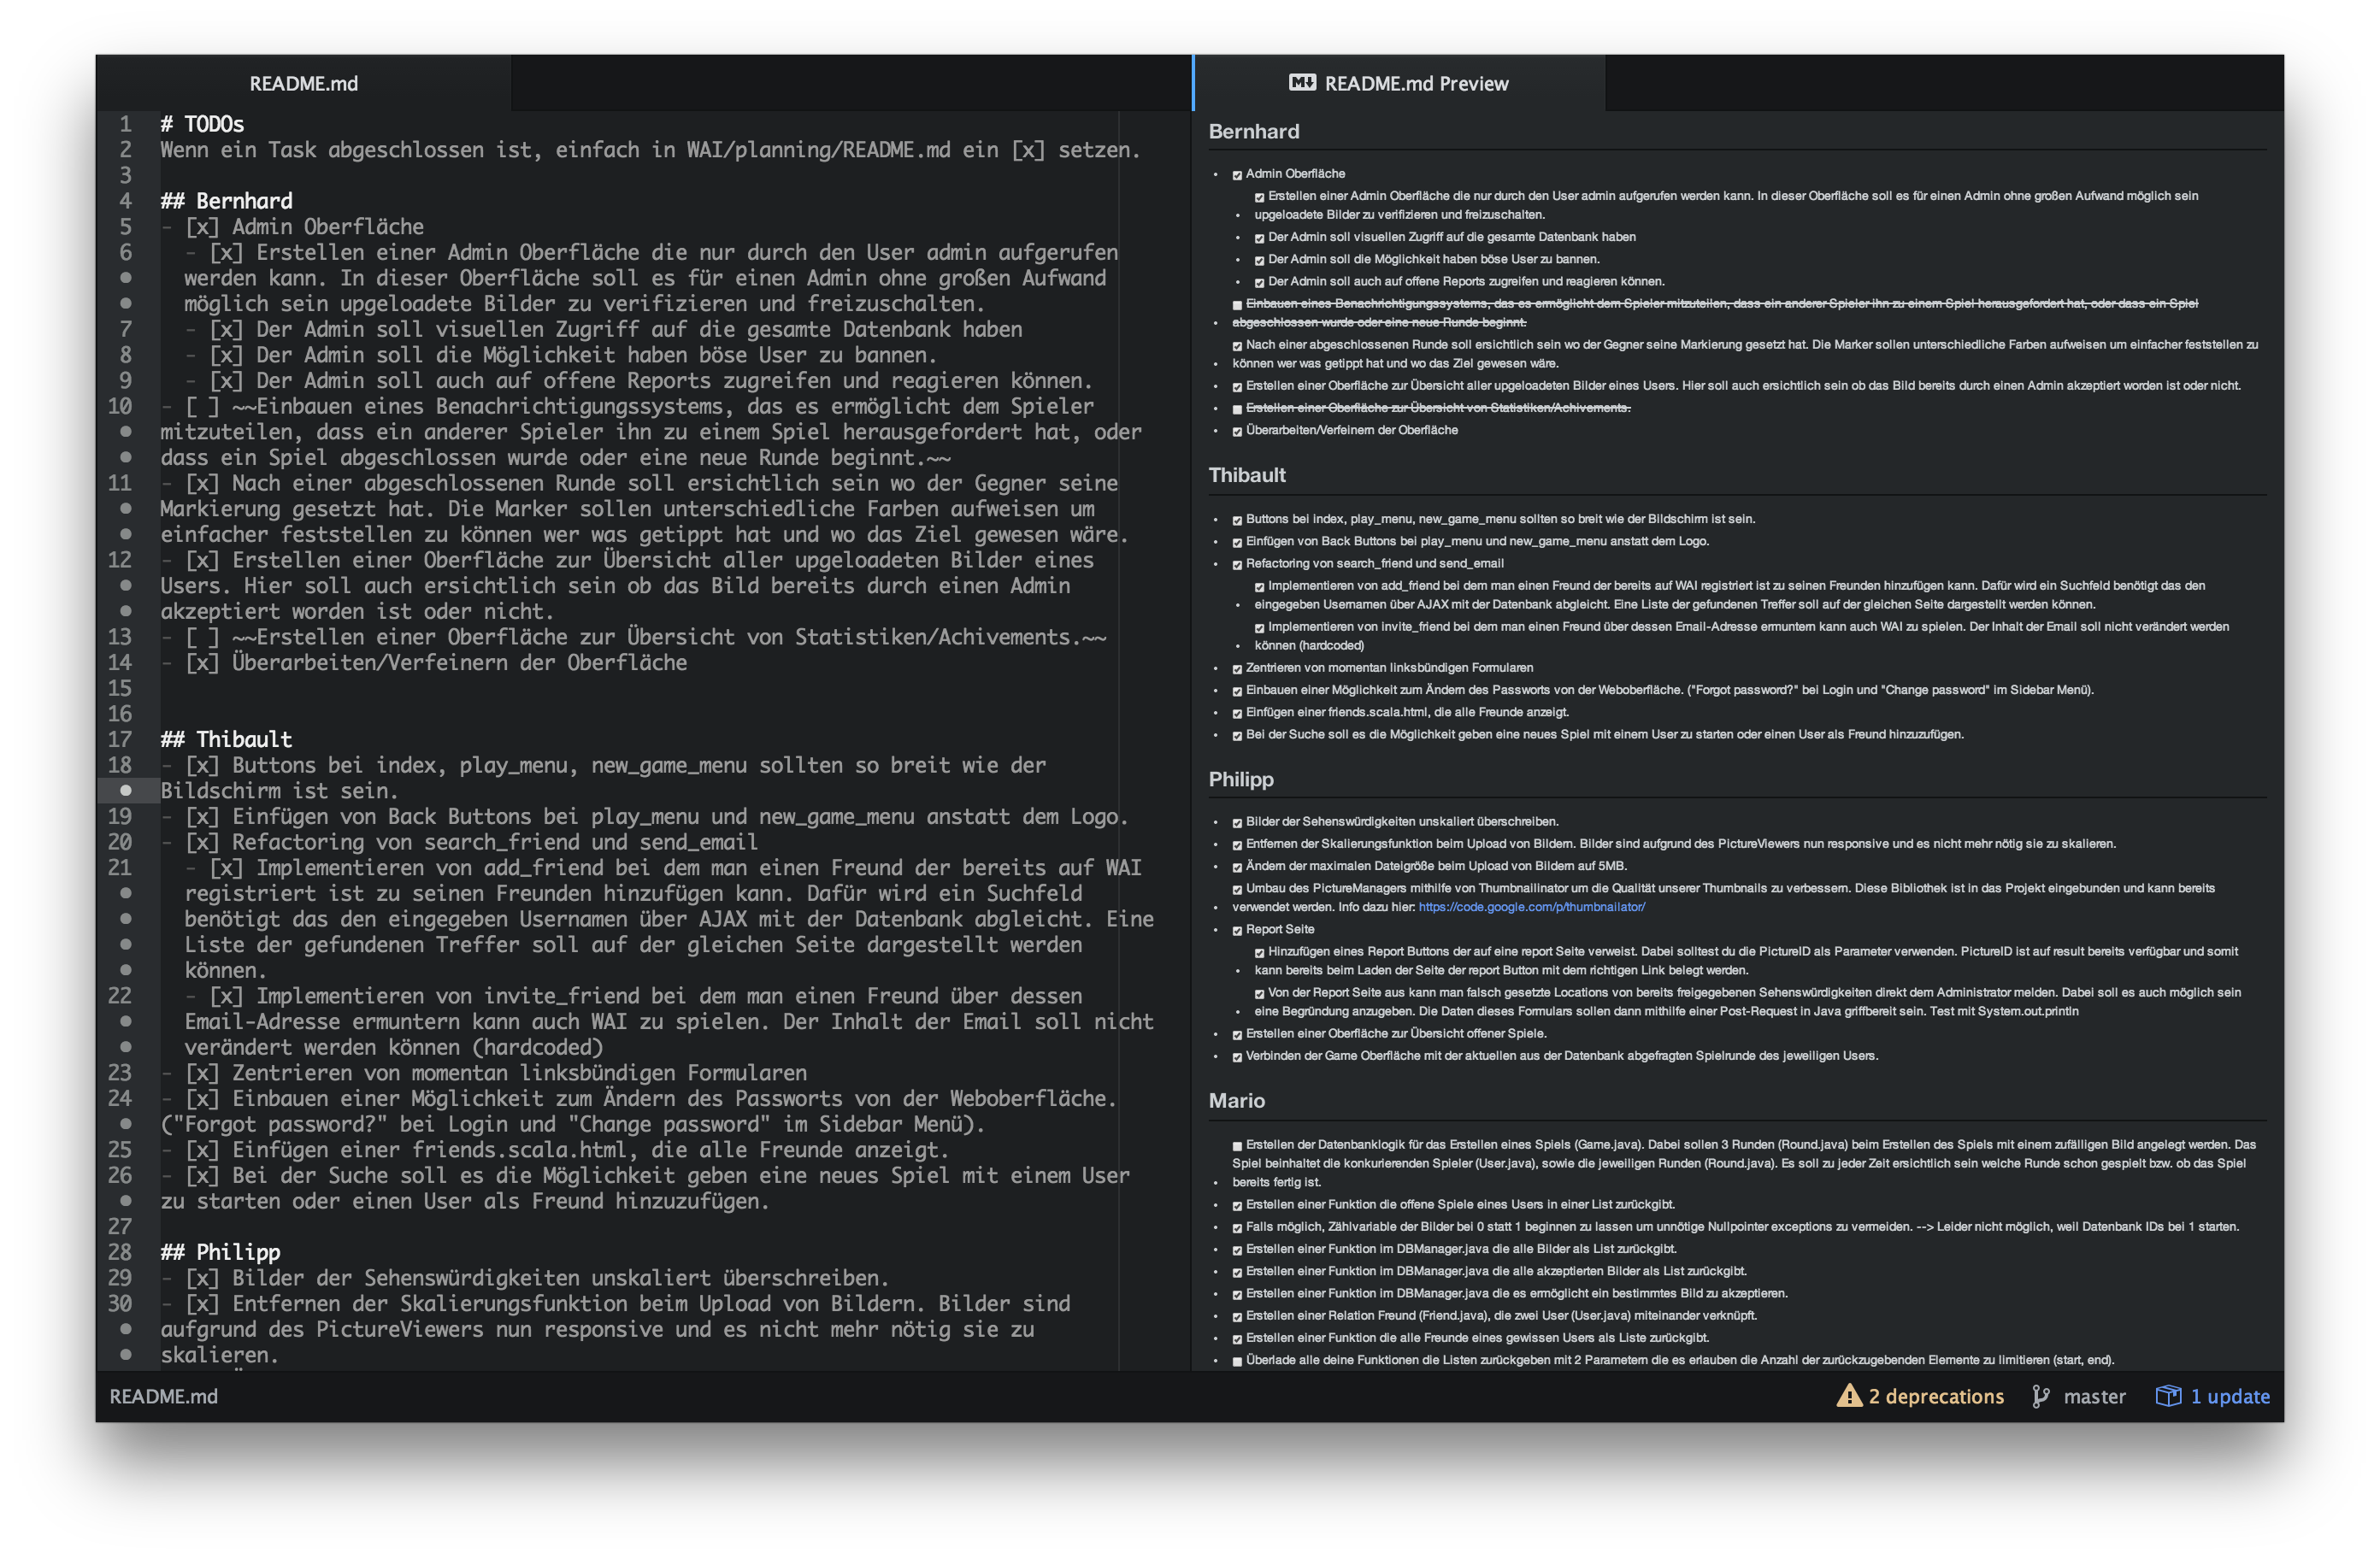 README.md
1 # TODOs
2 Wenn ein Task abgeschlossen ist, einfach in WAI/planning/README.md ein [x] setzen.
3
4 ## Bernhard
5 - [x] Admin Oberfläche
6 - [x] Erstellen einer Admin Oberfläche die nur durch den User admin aufgerufen
• werden kann. In dieser Oberfläche soll es für einen Admin ohne großen Aufwand
• möglich sein upgeloadete Bilder zu verifizieren und freizuschalten.
7 - [x] Der Admin soll visuellen Zugriff auf die gesamte Datenbank haben
8 - [x] Der Admin soll die Möglichkeit haben böse User zu bannen.
9 - [x] Der Admin soll auch auf offene Reports zugreifen und reagieren können.
10 - [ ] ~~Einbauen eines Benachrichtigungssystems, das es ermöglicht dem Spieler
• mitzuteilen, dass ein anderer Spieler ihn zu einem Spiel herausgefordert hat, oder
• dass ein Spiel abgeschlossen wurde oder eine neue Runde beginnt.~~
11 - [x] Nach einer abgeschlossenen Runde soll ersichtlich sein wo der Gegner seine
• Markierung gesetzt hat. Die Marker sollen unterschiedliche Farben aufweisen um
• einfacher feststellen zu können wer was getippt hat und wo das Ziel gewesen wäre.
12 - [x] Erstellen einer Oberfläche zur Übersicht aller upgeloadeten Bilder eines
• Users. Hier soll auch ersichtlich sein ob das Bild bereits durch einen Admin
• akzeptiert worden ist oder nicht.
13 - [ ] ~~Erstellen einer Oberfläche zur Übersicht von Statistiken/Achivements.~~
14 - [x] Überarbeiten/Verfeinern der Oberfläche
15
16
17 ## Thibault
18 - [x] Buttons bei index, play_menu, new_game_menu sollten so breit wie der
• Bildschirm ist sein.
19 - [x] Einfügen von Back Buttons bei play_menu und new_game_menu anstatt dem Logo.
20 - [x] Refactoring von search_friend und send_email
21 - [x] Implementieren von add_friend bei dem man einen Freund der bereits auf WAI
• registriert ist zu seinen Freunden hinzufügen kann. Dafür wird ein Suchfeld
• benötigt das den eingegeben Usernamen über AJAX mit der Datenbank abgleicht. Eine
• Liste der gefundenen Treffer soll auf der gleichen Seite dargestellt werden
• können.
22 - [x] Implementieren von invite_friend bei dem man einen Freund über dessen
• Email-Adresse ermuntern kann auch WAI zu spielen. Der Inhalt der Email soll nicht
• verändert werden können (hardcoded)
23 - [x] Zentrieren von momentan linksbündigen Formularen
24 - [x] Einbauen einer Möglichkeit zum Ändern des Passworts von der Weboberfläche.
• ("Forgot password?" bei Login und "Change password" im Sidebar Menü).
25 - [x] Einfügen einer friends.scala.html, die alle Freunde anzeigt.
26 - [x] Bei der Suche soll es die Möglichkeit geben eine neues Spiel mit einem User
• zu starten oder einen User als Freund hinzuzufügen.
27
28 ## Philipp
29 - [x] Bilder der Sehenswürdigkeiten unskaliert überschreiben.
30 - [x] Entfernen der Skalierungsfunktion beim Upload von Bildern. Bilder sind
• aufgrund des PictureViewers nun responsive und es nicht mehr nötig sie zu
• skalieren.
README.md Preview
Bernhard
Admin Oberfläche
Erstellen einer Admin Oberfläche die nur durch den User admin aufgerufen werden kann. In dieser Oberfläche soll es für einen Admin ohne großen Aufwand möglich sein
upgeloadete Bilder zu verifizieren und freizuschalten.
Der Admin soll visuellen Zugriff auf die gesamte Datenbank haben
Der Admin soll die Möglichkeit haben böse User zu bannen.
Der Admin soll auch auf offene Reports zugreifen und reagieren können.
Einbauen eines Benachrichtigungssystems, das es ermöglicht dem Spieler mitzuteilen, dass ein anderer Spieler ihn zu einem Spiel herausgefordert hat, oder dass ein Spiel
abgeschlossen wurde oder eine neue Runde beginnt.
Nach einer abgeschlossenen Runde soll ersichtlich sein wo der Gegner seine Markierung gesetzt hat. Die Marker sollen unterschiedliche Farben aufweisen um einfacher feststellen zu
können wer was getippt hat und wo das Ziel gewesen wäre.
Erstellen einer Oberfläche zur Übersicht aller upgeloadeten Bilder eines Users. Hier soll auch ersichtlich sein ob das Bild bereits durch einen Admin akzeptiert worden ist oder nicht.
Erstellen einer Oberfläche zur Übersicht von Statistiken/Achivements.
Überarbeiten/Verfeinern der Oberfläche
Thibault
Buttons bei index, play_menu, new_game_menu sollten so breit wie der Bildschirm ist sein.
Einfügen von Back Buttons bei play_menu und new_game_menu anstatt dem Logo.
Refactoring von search_friend und send_email
Implementieren von add_friend bei dem man einen Freund der bereits auf WAI registriert ist zu seinen Freunden hinzufügen kann. Dafür wird ein Suchfeld benötigt das den
eingegeben Usernamen über AJAX mit der Datenbank abgleicht. Eine Liste der gefundenen Treffer soll auf der gleichen Seite dargestellt werden können.
Implementieren von invite_friend bei dem man einen Freund über dessen Email-Adresse ermuntern kann auch WAI zu spielen. Der Inhalt der Email soll nicht verändert werden
können (hardcoded)
Zentrieren von momentan linksbündigen Formularen
Einbauen einer Möglichkeit zum Ändern des Passworts von der Weboberfläche. ("Forgot password?" bei Login und "Change password" im Sidebar Menü).
Einfügen einer friends.scala.html, die alle Freunde anzeigt.
Bei der Suche soll es die Möglichkeit geben eine neues Spiel mit einem User zu starten oder einen User als Freund hinzuzufügen.
Philipp
Bilder der Sehenswürdigkeiten unskaliert überschreiben.
Entfernen der Skalierungsfunktion beim Upload von Bildern. Bilder sind aufgrund des PictureViewers nun responsive und es nicht mehr nötig sie zu skalieren.
Ändern der maximalen Dateigröße beim Upload von Bildern auf 5MB.
Umbau des PictureManagers mithilfe von Thumbnailinator um die Qualität unserer Thumbnails zu verbessern. Diese Bibliothek ist in das Projekt eingebunden und kann bereits
verwendet werden. Info dazu hier: https://code.google.com/p/thumbnailator/
Report Seite
Hinzufügen eines Report Buttons der auf eine report Seite verweist. Dabei solltest du die PictureID als Parameter verwenden. PictureID ist auf result bereits verfügbar und somit
kann bereits beim Laden der Seite der report Button mit dem richtigen Link belegt werden.
Von der Report Seite aus kann man falsch gesetzte Locations von bereits freigegebenen Sehenswürdigkeiten direkt dem Administrator melden. Dabei soll es auch möglich sein
eine Begründung anzugeben. Die Daten dieses Formulars sollen dann mithilfe einer Post-Request in Java griffbereit sein. Test mit System.out.println
Erstellen einer Oberfläche zur Übersicht offener Spiele.
Verbinden der Game Oberfläche mit der aktuellen aus der Datenbank abgefragten Spielrunde des jeweiligen Users.
Mario
Erstellen der Datenbanklogik für das Erstellen eines Spiels (Game.java). Dabei sollen 3 Runden (Round.java) beim Erstellen des Spiels mit einem zufälligen Bild angelegt werden. Das
Spiel beinhaltet die konkurierenden Spieler (User.java), sowie die jeweiligen Runden (Round.java). Es soll zu jeder Zeit ersichtlich sein welche Runde schon gespielt bzw. ob das Spiel
bereits fertig ist.
Erstellen einer Funktion die offene Spiele eines Users in einer List zurückgibt.
Falls möglich, Zählvariable der Bilder bei 0 statt 1 beginnen zu lassen um unnötige Nullpointer exceptions zu vermeiden. --> Leider nicht möglich, weil Datenbank IDs bei 1 starten.
Erstellen einer Funktion im DBManager.java die alle Bilder als List zurückgibt.
Erstellen einer Funktion im DBManager.java die alle akzeptierten Bilder als List zurückgibt.
Erstellen einer Funktion im DBManager.java die es ermöglicht ein bestimmtes Bild zu akzeptieren.
Erstellen einer Relation Freund (Friend.java), die zwei User (User.java) miteinander verknüpft.
Erstellen einer Funktion die alle Freunde eines gewissen Users als Liste zurückgibt.
Überlade alle deine Funktionen die Listen zurückgeben mit 2 Parametern die es erlauben die Anzahl der zurückzugebenden Elemente zu limitieren (start, end).
README.md
2 deprecations
master
1 update